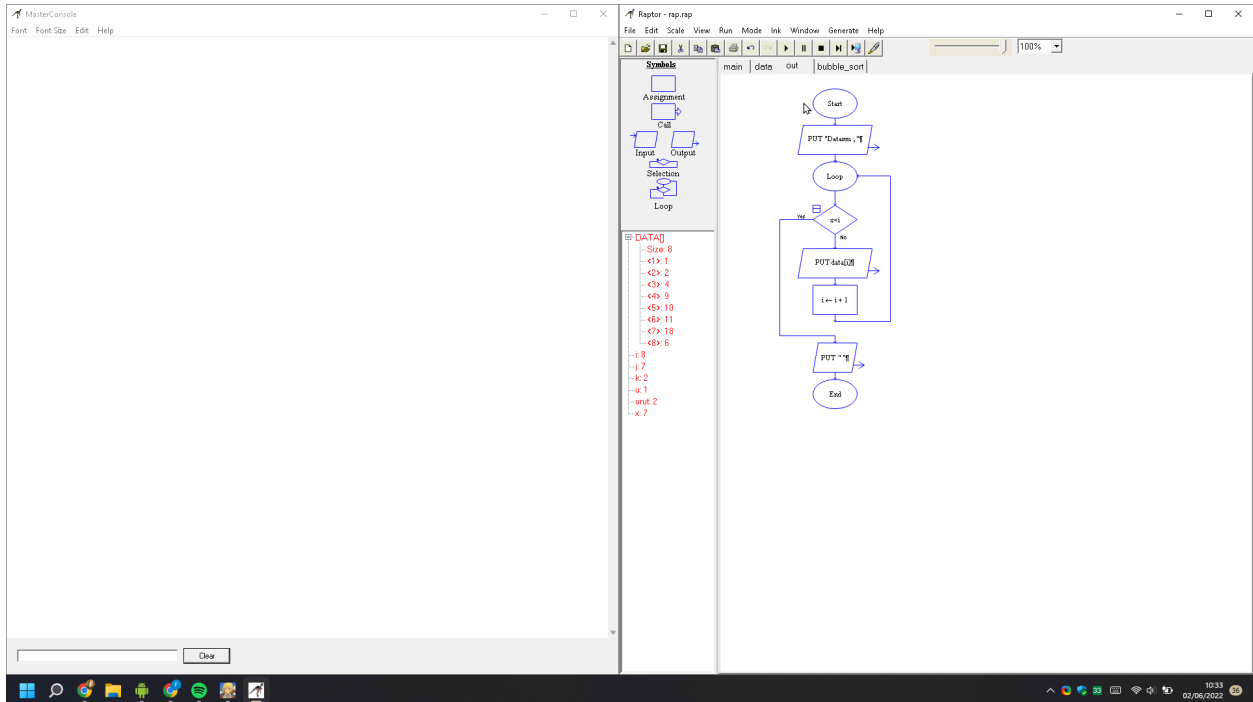 MasterConsole
Font Font Size Edit Help
Clear
Raptor - rap.rap
File Edit Scale View Run Mode Ink Window Generate Help
100%
Symbols
Assignment
Call
Input Output
Selection
Loop
main data out bubble_sort
DATA[]
Size: 8
<1>: 1
<2>: 2
<3>: 4
<4>: 9
<5>: 10
<6>: 11
<7>: 18
<8>: 6
i: 8
j: 7
k: 2
u: 1
urut: 2
x: 7
Start
Loop
Yes
x<i
No
PUT data[i]¶
i ← i + 1
PUT " "¶
End
33
10:33
02/06/2022
36